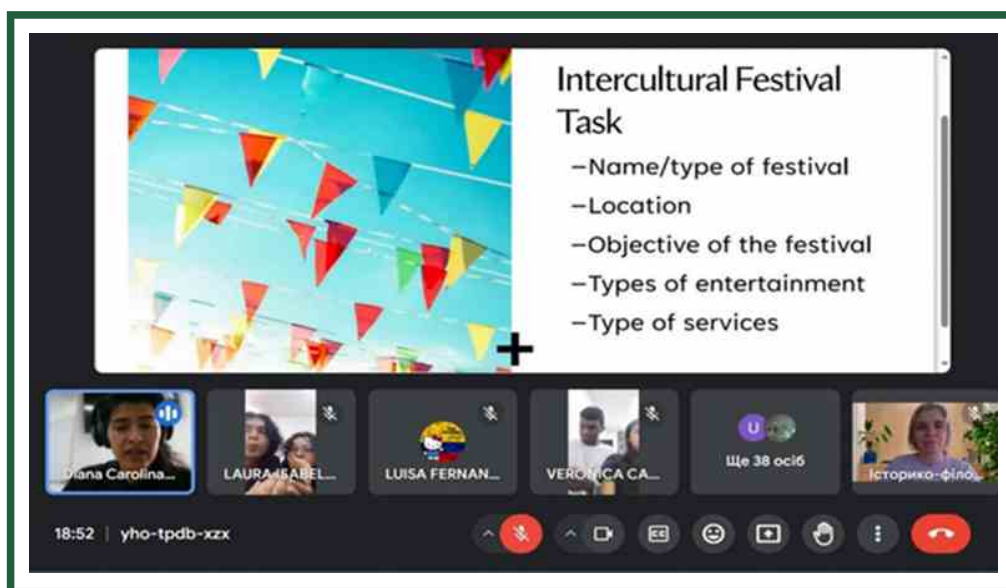 Intercultural Festival
Task
–Name/type of festival
–Location
–Objective of the festival
–Types of entertainment
–Type of services
Diana Carolina...
LAURA ISABEL...
LUISA FERNAN...
VERONICA CA...
U
Ще 38 осіб
Історико-філо...
18:52 | yho-tpdb-xzx
CC